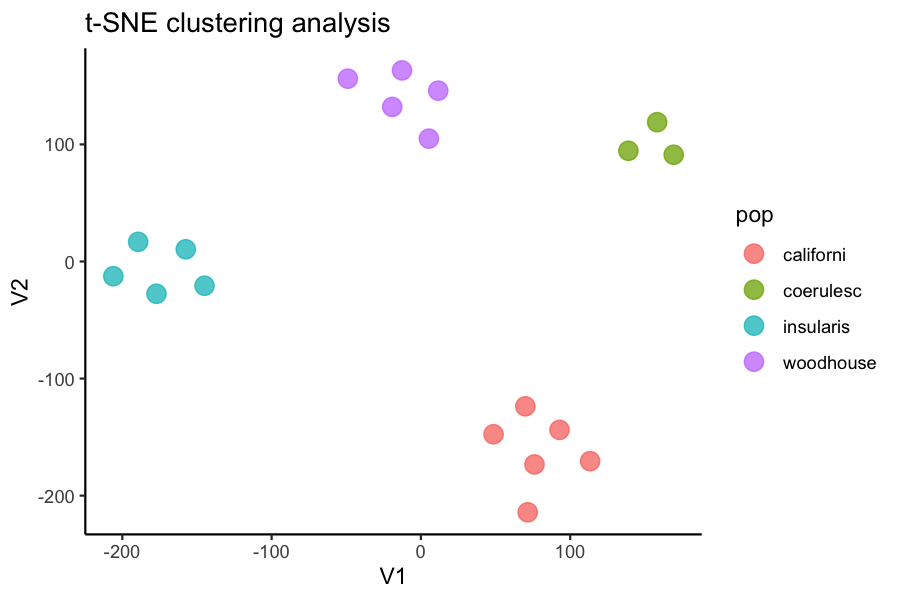 t-SNE clustering analysis
V2
100
0
-100
-200
-200
-100
0
100
V1
pop
californi
coerulesc
insularis
woodhouse